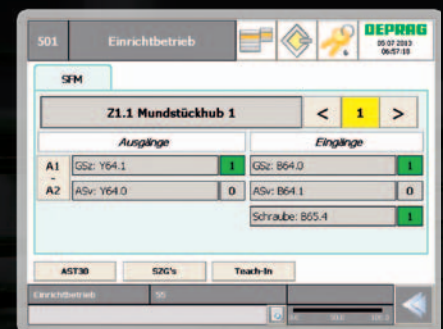 501 Einrichtbetrieb DEPRAG
05 07 2013
06:57:18
SFM
Z1.1 Mundstückhub 1 < 1 >
Ausgänge Eingänge
A1 - A2
GSz: Y64.1 1 GSz: B64.0 1
ASv: Y64.0 0 ASv: B64.1 0
Schraube: B65.4 1
AST30 SZG's Teach-In
Einrichtbetrieb